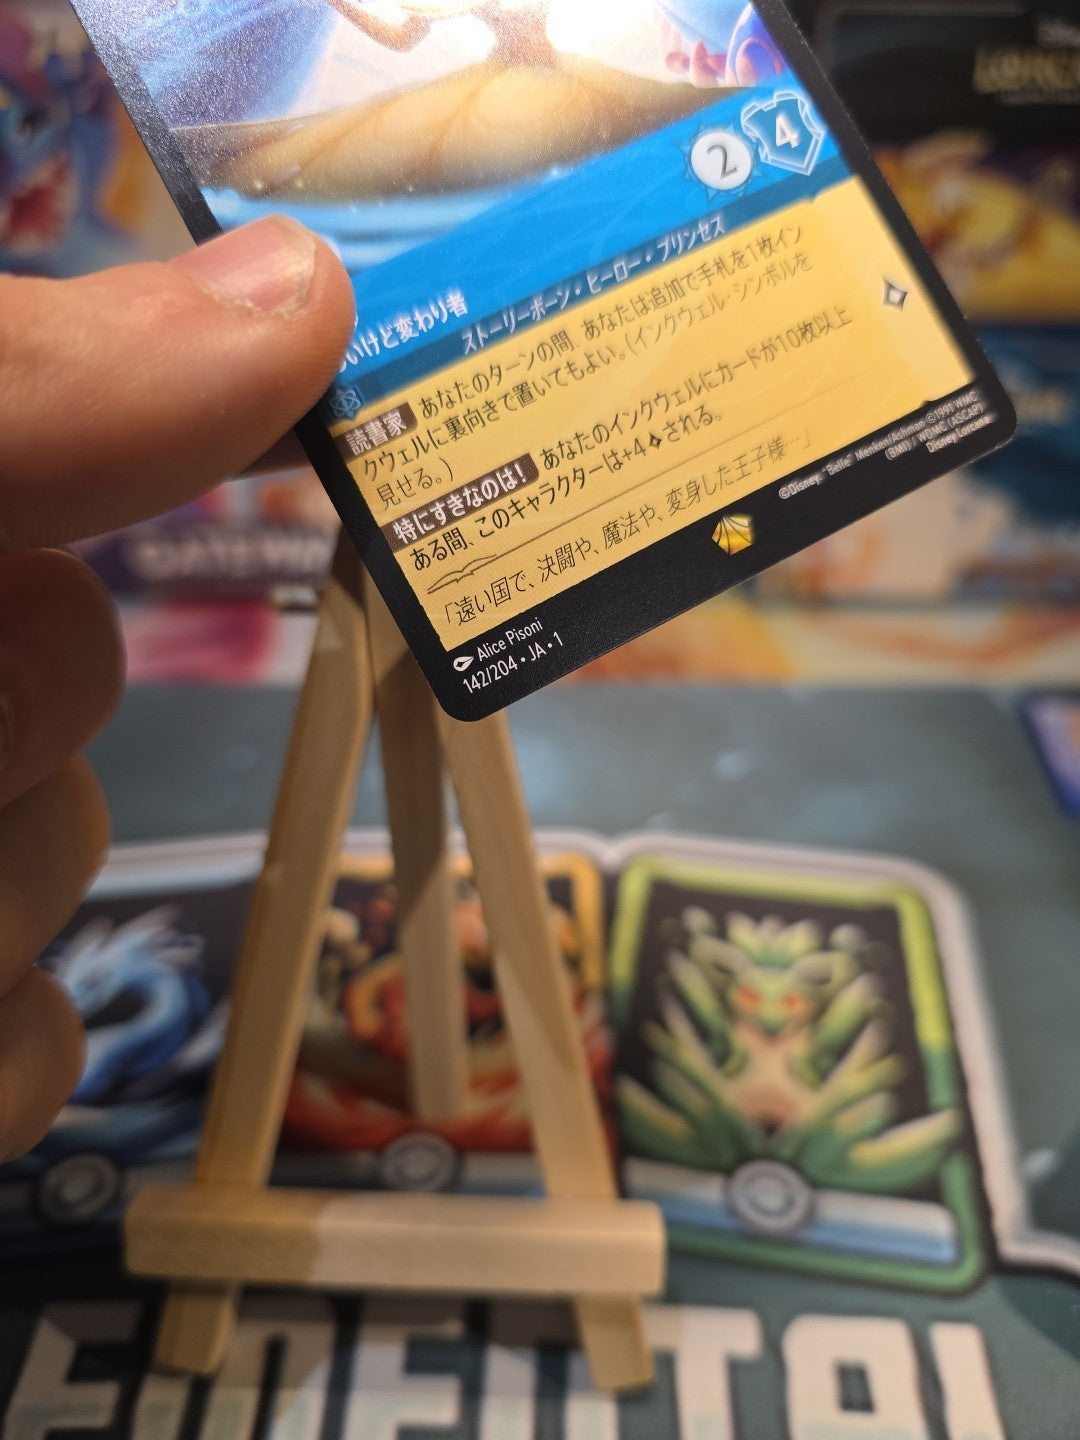 2
4
いけど変わり者
ストーリーボーン・ヒーロー・プリンセス
読書家 あなたのターンの間、あなたは追加で手札を1枚イン
クウェルに裏向きで置いてもよい。(インクウェル・シンボルを
見せる。)
特にすきなのは! あなたのインクウェルにカードが10枚以上
ある間、このキャラクターは+4される。
「遠い国で、決闘や、魔法や、変身した王子様…」
Alice Pisoni
142/204・JA・1
©Disney. "Belle" Menken/Ashman ©1991 WMC
(BMI) / WDMC (ASCAP)
Disney Lorcana
GATEW